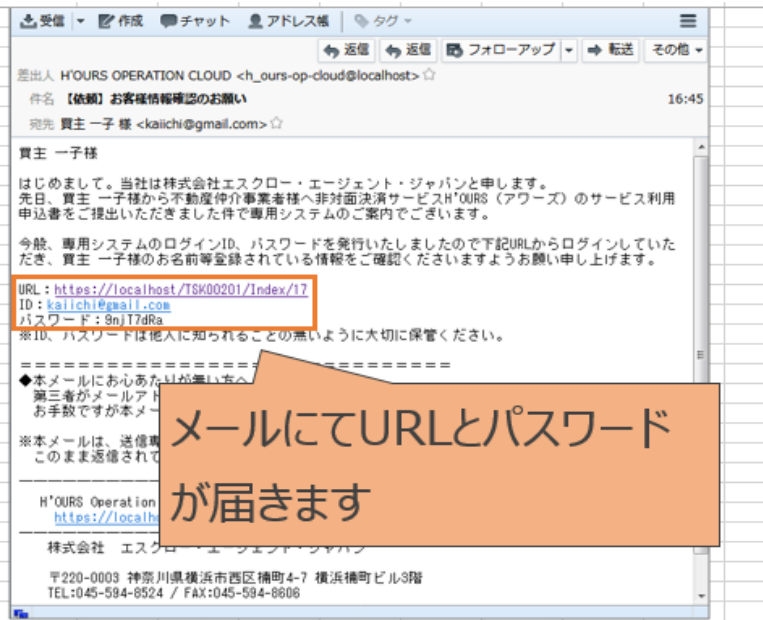 受信 作成 チャット アドレス帳 タグ
返信 返信 フォローアップ 転送 その他
差出人 H'OURS OPERATION CLOUD <h_ours-op-cloud@localhost>
件名 【依頼】お客様情報確認のお願い 16:45
宛先 買主 一子 様 <kaiichi@gmail.com>
買主 一子様
はじめまして。当社は株式会社エスクロー・エージェント・ジャパンと申します。
先日、買主 一子様から不動産仲介事業者様へ非対面決済サービスH'OURS（アワーズ）のサービス利用
申込書をご提出いただきました件で専用システムのご案内でございます。
今般、専用システムのログインID、パスワードを発行いたしましたので下記URLからログインしていた
だき、買主 一子様のお名前等登録されている情報をご確認くださいますようお願い申し上げます。
URL：https://localhost/TSK00201/Index/17
ID：kaiichi@gmail.com
パスワード：9njT7dRa
※ID、パスワードは他人に知られることの無いように大切に保管ください。
＝＝＝＝＝＝＝＝＝＝＝＝＝＝＝＝＝＝＝＝＝＝＝＝＝＝＝＝＝
◆本メールにお心あたりが無い方へ
第三者がメールアド
お手数ですが本メー
※本メールは、送信専
このまま返信されて
メールにてURLとパスワード
が届きます
H'OURS Operation
https://localho
株式会社 エスクロー・エージェント・ジャパン
〒220-0003 神奈川県横浜市西区楠町4-7 横浜楠町ビル3階
TEL:045-594-8524 / FAX:045-594-8606